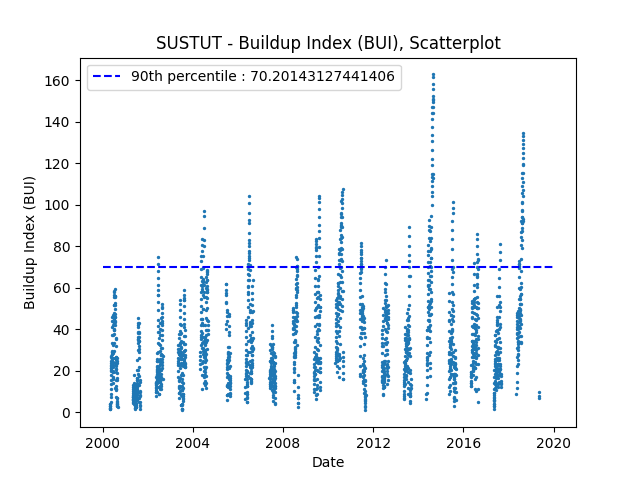 SUSTUT - Buildup Index (BUI), Scatterplot
90th percentile : 70.20143127441406
160
140
120
100
80
60
40
20
0
Buildup Index (BUI)
2000 2004 2008 2012 2016 2020
Date